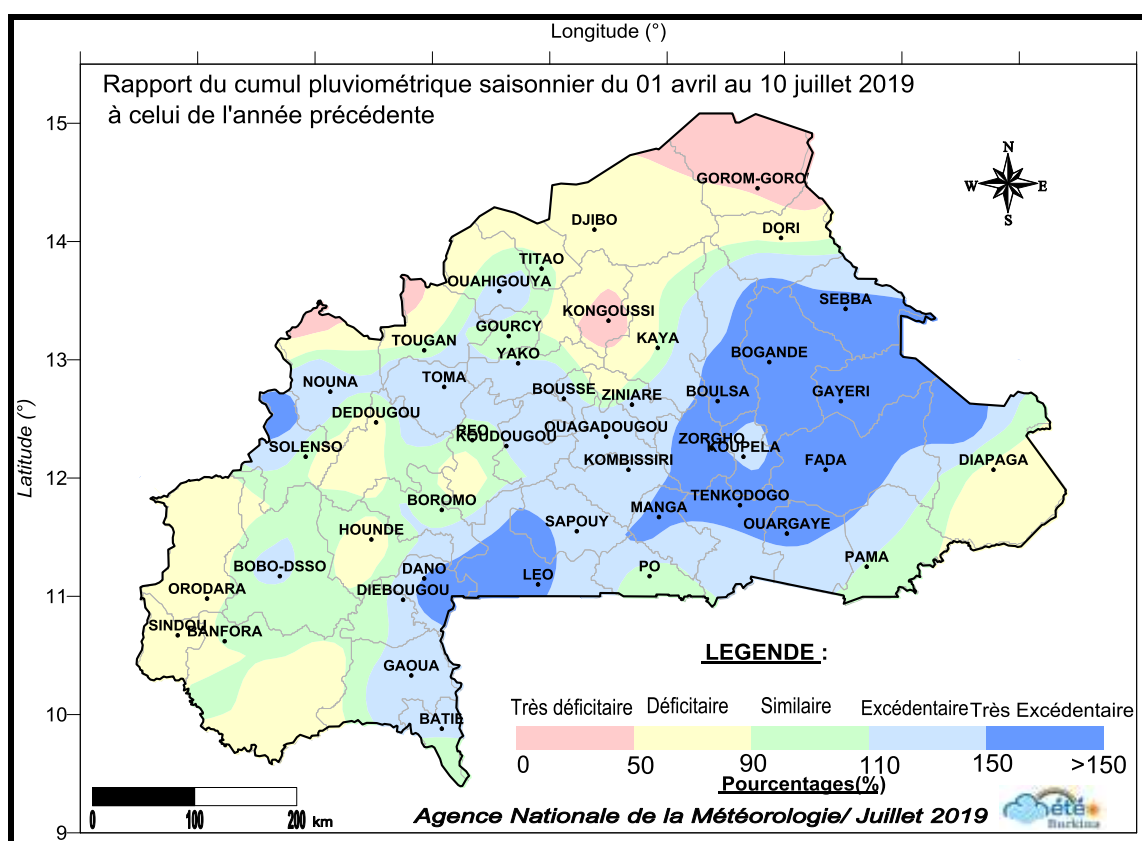 Longitude (°)
Rapport du cumul pluviométrique saisonnier du 01 avril au 10 juillet 2019
à celui de l'année précédente
15
14
13
12
11
10
9
Latitude (°)
N
W E
S
GOROM-GORO
DJIBO
DORI
TITAO
OUAHIGOUYA
SEBBA
KONGOUSSI
GOURCY
TOUGAN
KAYA
YAKO
BOGANDE
NOUNA
TOMA
BOUSSE
ZINIARE
BOULSA
GAYERI
DEDOUGOU
REO
KOUDOUGOU
OUAGADOUGOU
ZORGHO
KOUPELA
SOLENSO
KOMBISSIRI
FADA
DIAPAGA
BOROMO
TENKODOGO
MANGA
HOUNDE
SAPOUY
OUARGAYE
BOBO-DSSO
DANO
LEO
PO
PAMA
ORODARA
DIEBOUGOU
SINDOU
BANFORA
GAOUA
BATIE
LEGENDE :
Très déficitaire Déficitaire Similaire Excédentaire Très Excédentaire
0 50 90 110 150 >150
Pourcentages(%)
0 100 200 km
Agence Nationale de la Météorologie/ Juillet 2019
été
Burkina